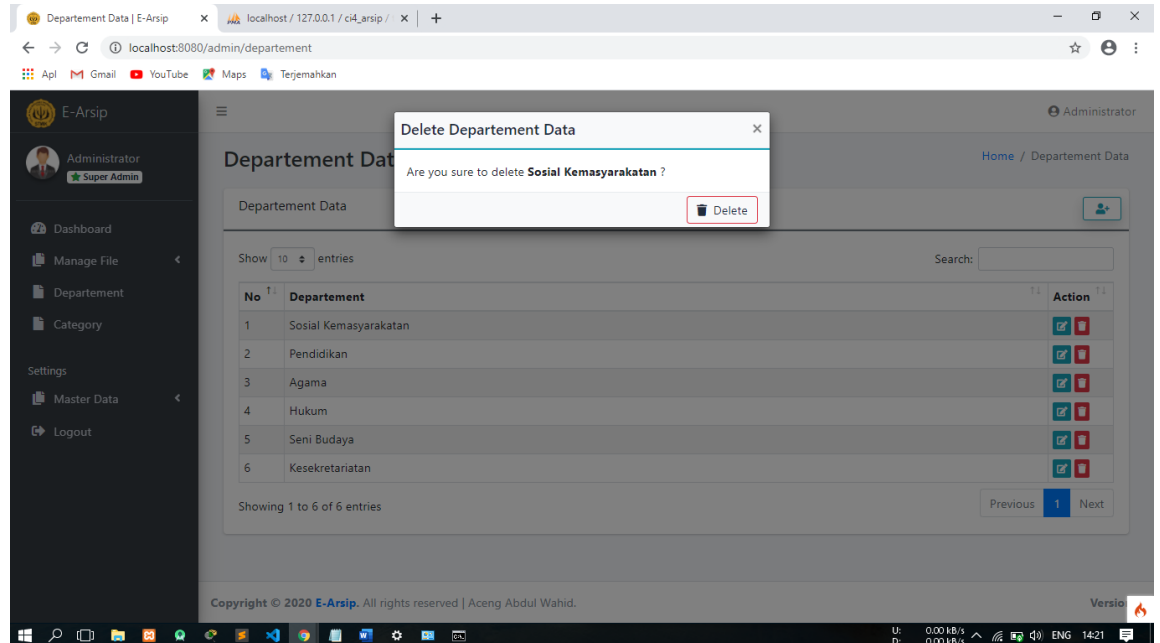 Departement Data | E-Arsip
localhost / 127.0.0.1 / ci4_arsip /
localhost:8080/admin/departement
Apl Gmail YouTube Maps Terjemahkan
E-Arsip
Administrator
Administrator
Super Admin
Dashboard
Manage File
Departement
Category
Settings
Master Data
Logout
Delete Departement Data ×
Are you sure to delete Sosial Kemasyarakatan ?
Delete
Departement Dat
Home / Departement Data
Departement Data
Show 10 entries
Search:
No Departement Action
1 Sosial Kemasyarakatan
2 Pendidikan
3 Agama
4 Hukum
5 Seni Budaya
6 Kesekretariatan
Showing 1 to 6 of 6 entries
Previous 1 Next
Copyright © 2020 E-Arsip. All rights reserved | Aceng Abdul Wahid.
Versio
U: 0.00 kB/s
D: 0.00 kB/s
ENG 14:21